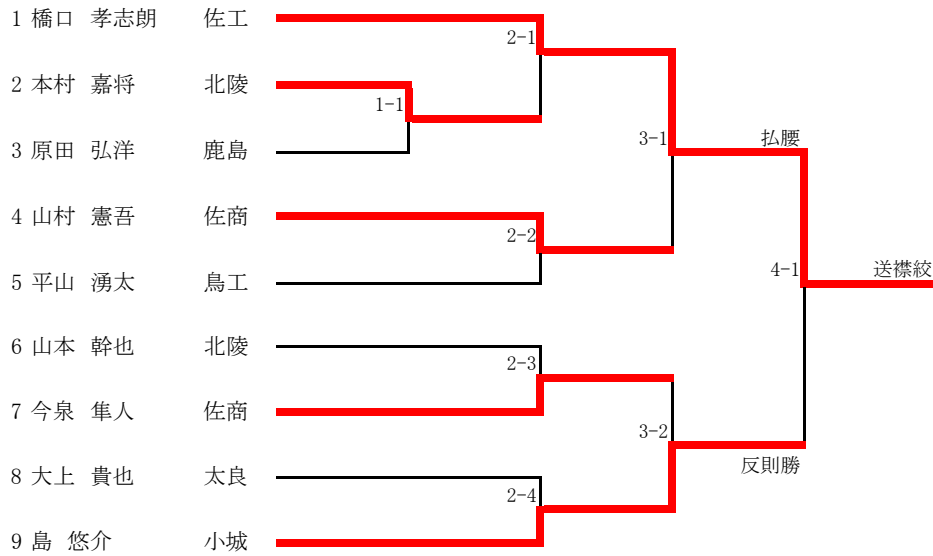 1 橋口 孝志朗 佐工
2-1
2 本村 嘉将 北陵
1-1
3-1 払腰
3 原田 弘洋 鹿島
4 山村 憲吾 佐商
2-2
4-1 送襟絞
5 平山 湧太 鳥工
6 山本 幹也 北陵
2-3
7 今泉 隼人 佐商
3-2
反則勝
8 大上 貴也 太良
2-4
9 島 悠介 小城